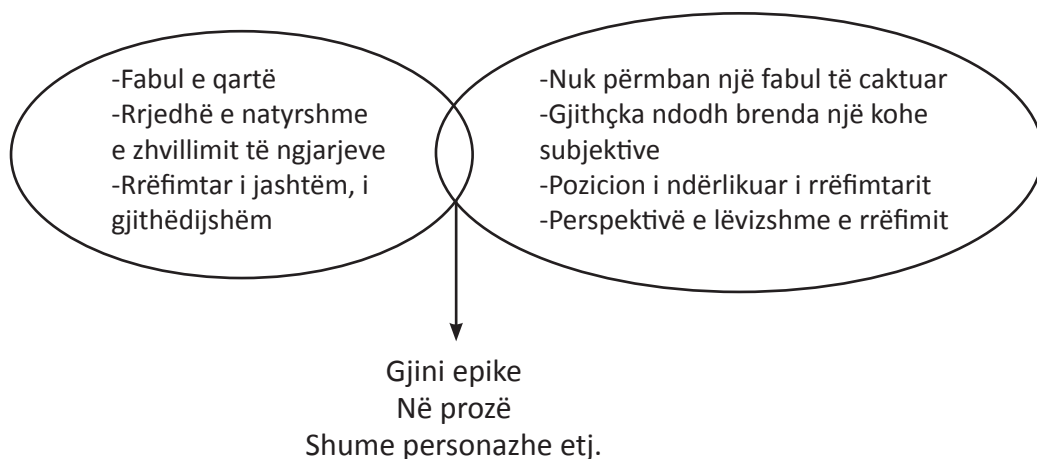 -Fabul e qartë
-Rrjedhë e natyrshme
e zhvillimit të ngjarjeve
-Rrëfimtar i jashtëm, i
gjithëdijshëm
-Nuk përmban një fabul të caktuar
-Gjithçka ndodh brenda një kohe
subjektive
-Pozicion i ndërlikuar i rrëfimtarit
-Perspektivë e lëvizshme e rrëfimit
Gjini epike
Në prozë
Shume personazhe etj.